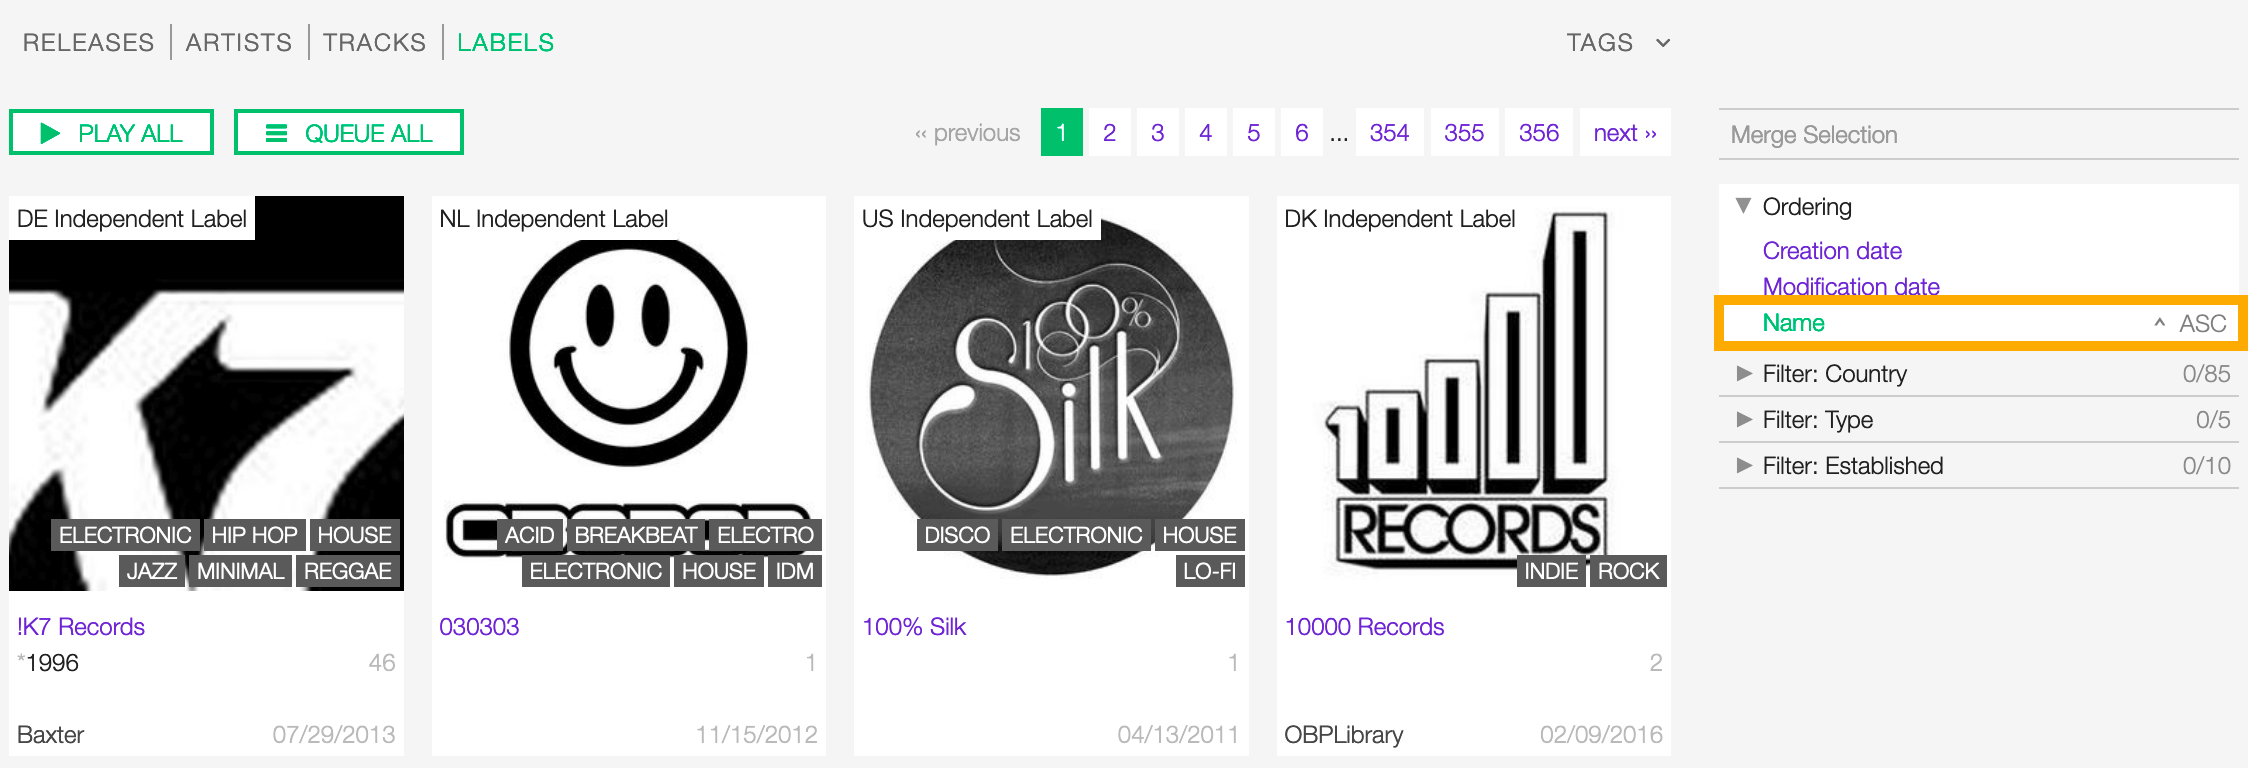 RELEASES ARTISTS TRACKS LABELS TAGS
PLAY ALL QUEUE ALL
‹‹ previous 1 2 3 4 5 6 ... 354 355 356 next ››
Merge Selection
Ordering
Creation date
Modification date
Name ^ ASC
Filter: Country 0/85
Filter: Type 0/5
Filter: Established 0/10
DE Independent Label
K7
ELECTRONIC HIP HOP HOUSE
JAZZ MINIMAL REGGAE
!K7 Records
*1996 46
Baxter 07/29/2013
NL Independent Label
ACID BREAKBEAT ELECTRO
ELECTRONIC HOUSE IDM
030303
1
11/15/2012
US Independent Label
100%
Silk
DISCO ELECTRONIC HOUSE
LO-FI
100% Silk
1
04/13/2011
DK Independent Label
10000
RECORDS
INDIE ROCK
10000 Records
2
OBPLibrary 02/09/2016